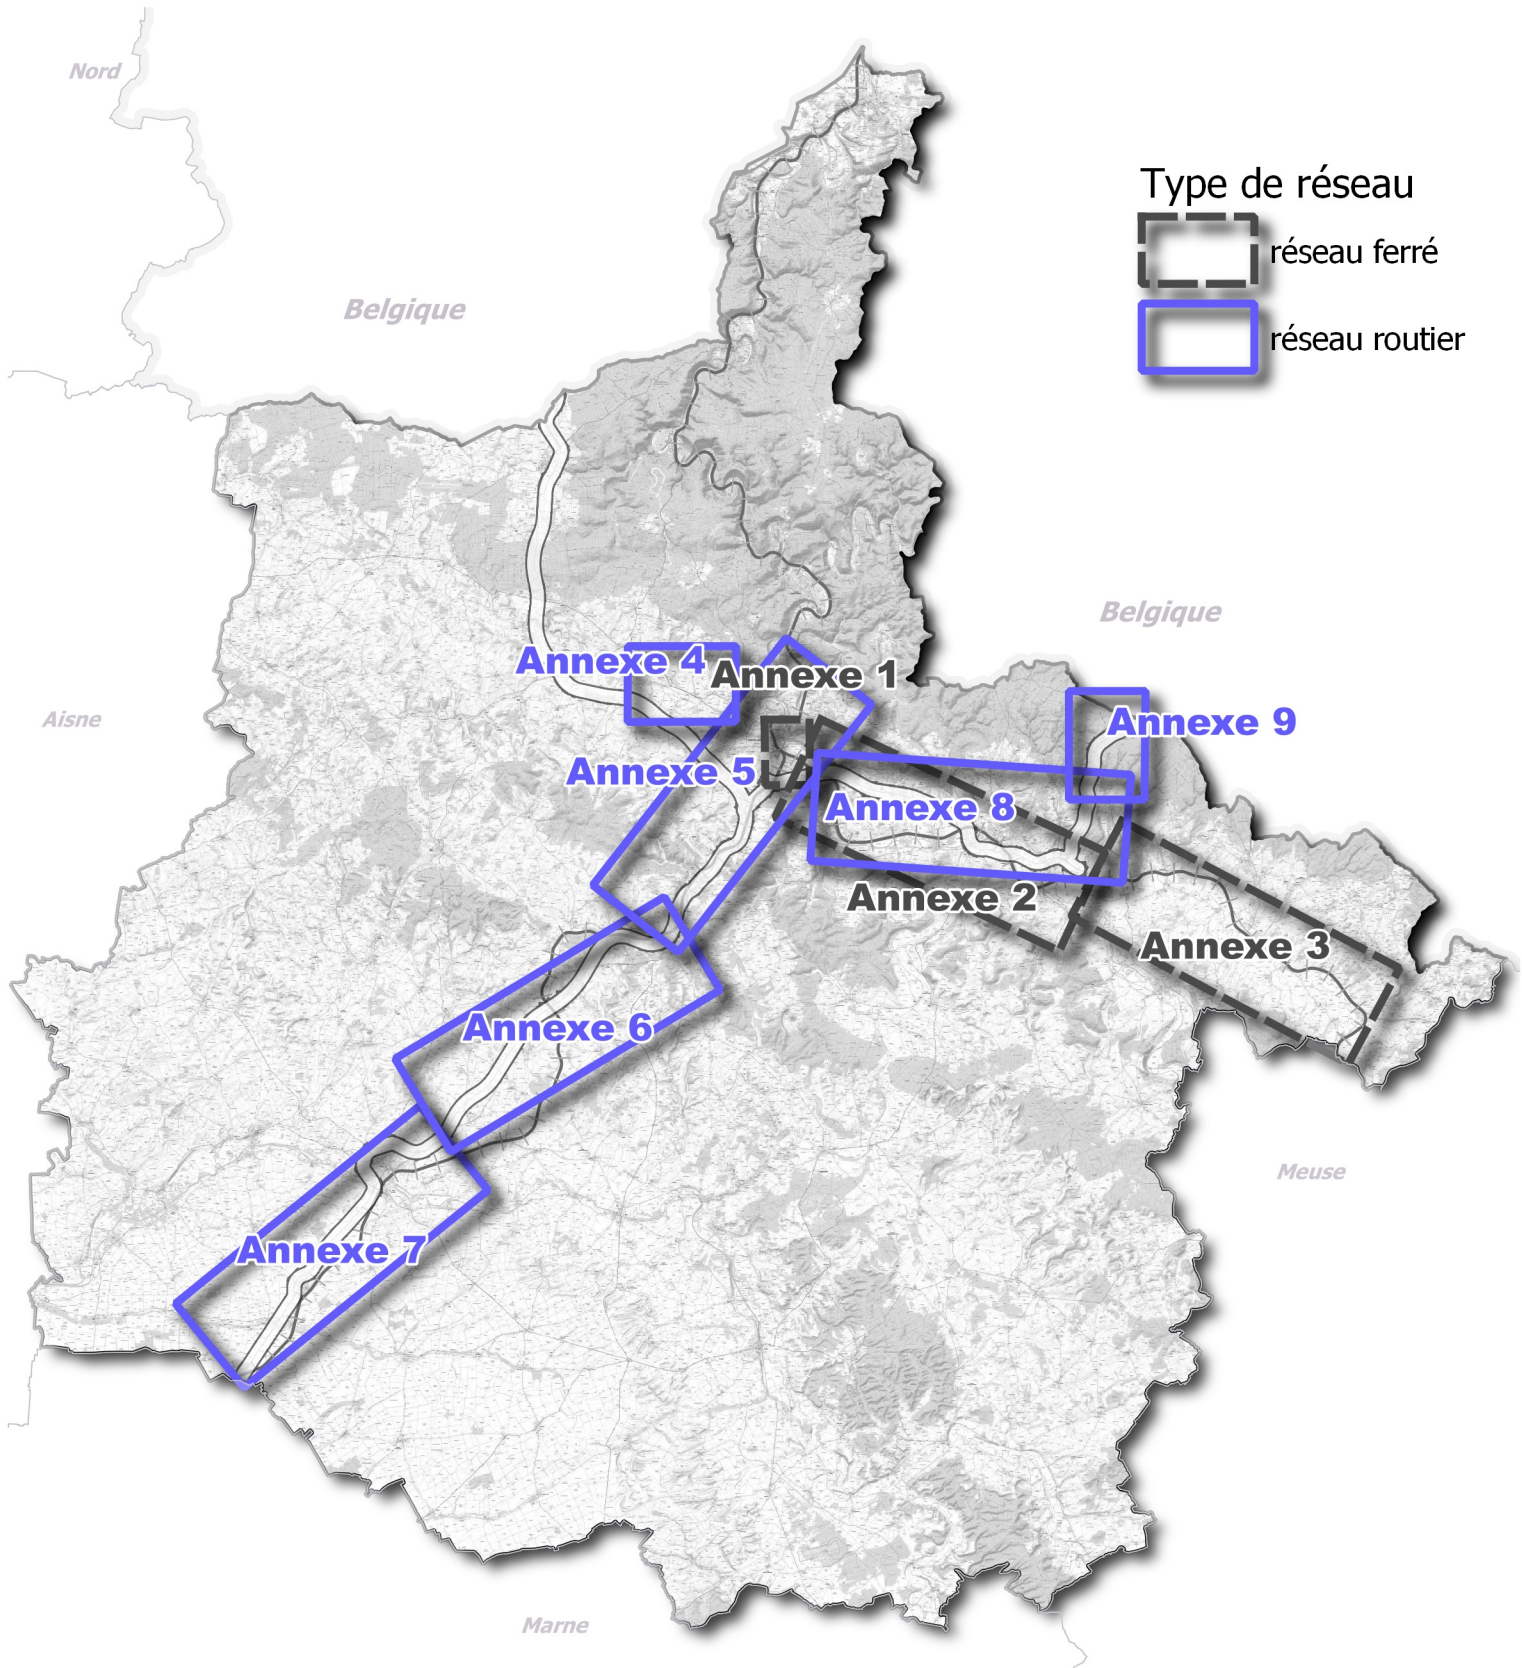 Nord
Type de réseau
réseau ferré
Belgique
réseau routier
Belgique
Annexe 4
Annexe 1
Aisne
Annexe 9
Annexe 5
Annexe 8
Annexe 2
Annexe 3
Annexe 6
Meuse
Annexe 7
Marne